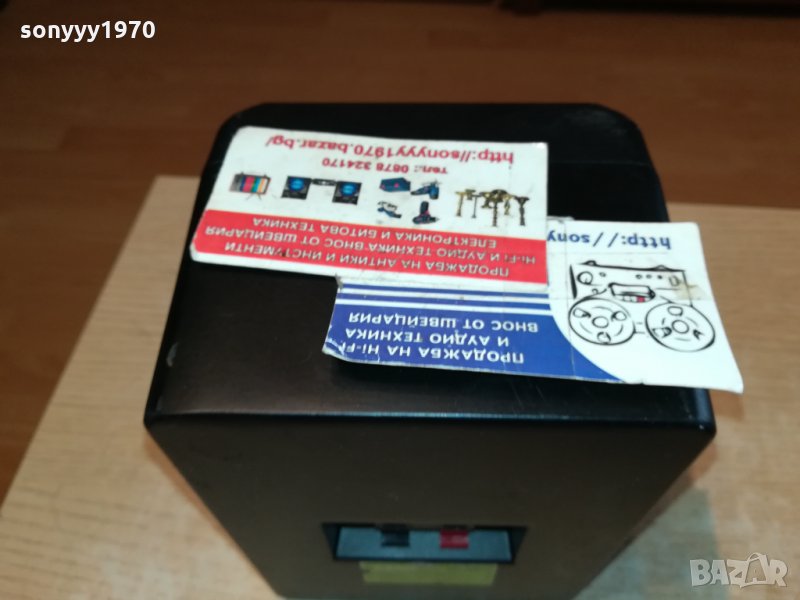 sonyyy1970
ПРОДАЖБА НА АНТИКИ И ИНСТУМЕНТИ
Hi-Fi И АУДИО ТЕХНИКА ВНОС ОТ ШВЕЙЦАРИЯ
ЕЛЕКТРОНИКА И БИТОВА ТЕХНИКА
тел.: 0878 324170
http://sonyyy1970.bazar.bg/
ПРОДАЖБА НА Hi-Fi
И АУДИО ТЕХНИКА
ВНОС ОТ ШВЕЙЦАРИЯ
http://sony
BAZAR